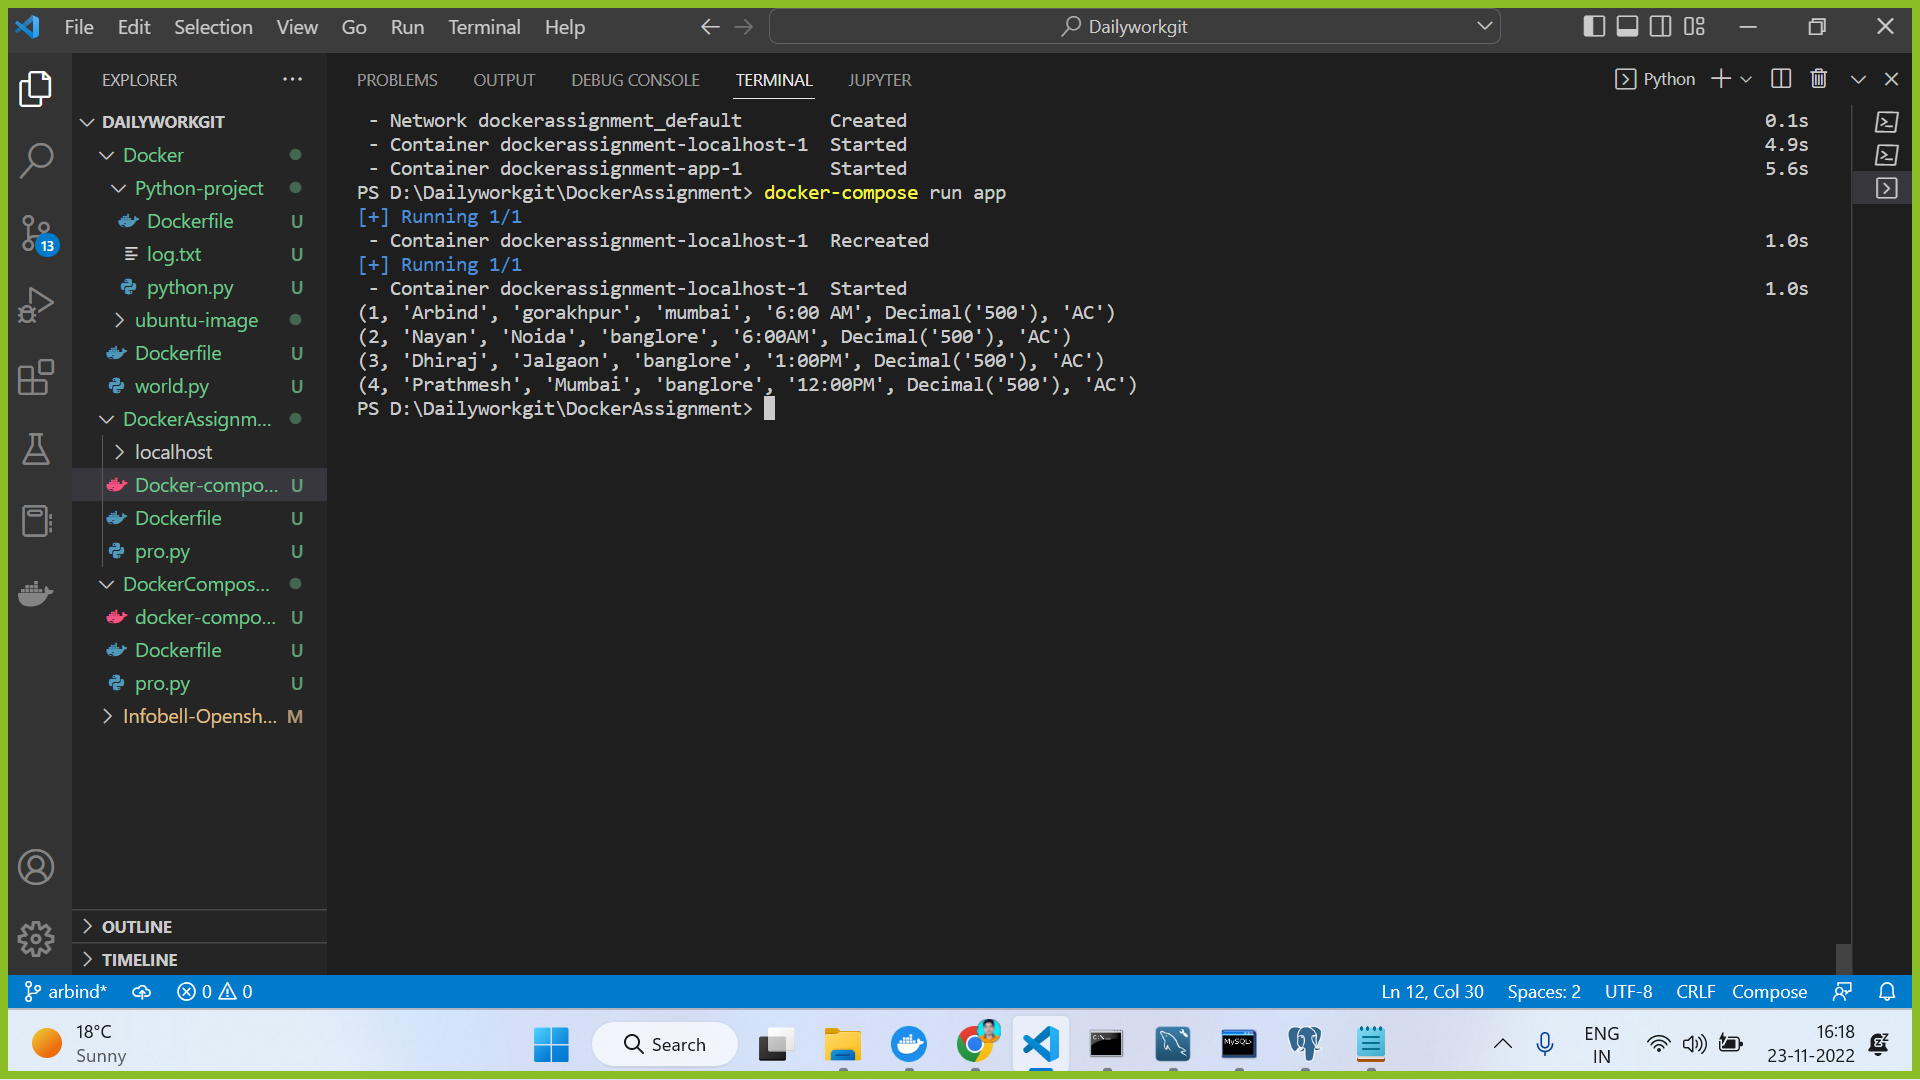 File Edit Selection View Go Run Terminal Help
Dailyworkgit
EXPLORER
DAILYWORKGIT
Docker
Python-project
Dockerfile U
log.txt U
python.py U
ubuntu-image
Dockerfile U
world.py U
DockerAssignm...
localhost
Docker-compo... U
Dockerfile U
pro.py U
DockerCompos...
docker-compo... U
Dockerfile U
pro.py U
Infobell-Opensh... M
13
OUTLINE
TIMELINE
PROBLEMS OUTPUT DEBUG CONSOLE TERMINAL JUPYTER
Python
- Network dockerassignment_default Created 0.1s
- Container dockerassignment-localhost-1 Started 4.9s
- Container dockerassignment-app-1 Started 5.6s
PS D:\Dailyworkgit\DockerAssignment> docker-compose run app
[+] Running 1/1
- Container dockerassignment-localhost-1 Recreated 1.0s
[+] Running 1/1
- Container dockerassignment-localhost-1 Started 1.0s
(1, 'Arbind', 'gorakhpur', 'mumbai', '6:00 AM', Decimal('500'), 'AC')
(2, 'Nayan', 'Noida', 'banglore', '6:00AM', Decimal('500'), 'AC')
(3, 'Dhiraj', 'Jalgaon', 'banglore', '1:00PM', Decimal('500'), 'AC')
(4, 'Prathmesh', 'Mumbai', 'banglore', '12:00PM', Decimal('500'), 'AC')
PS D:\Dailyworkgit\DockerAssignment>
arbind* 0 0
Ln 12, Col 30 Spaces: 2 UTF-8 CRLF Compose
18°C
Sunny
Search
MySQL
ENG
IN
16:18
23-11-2022